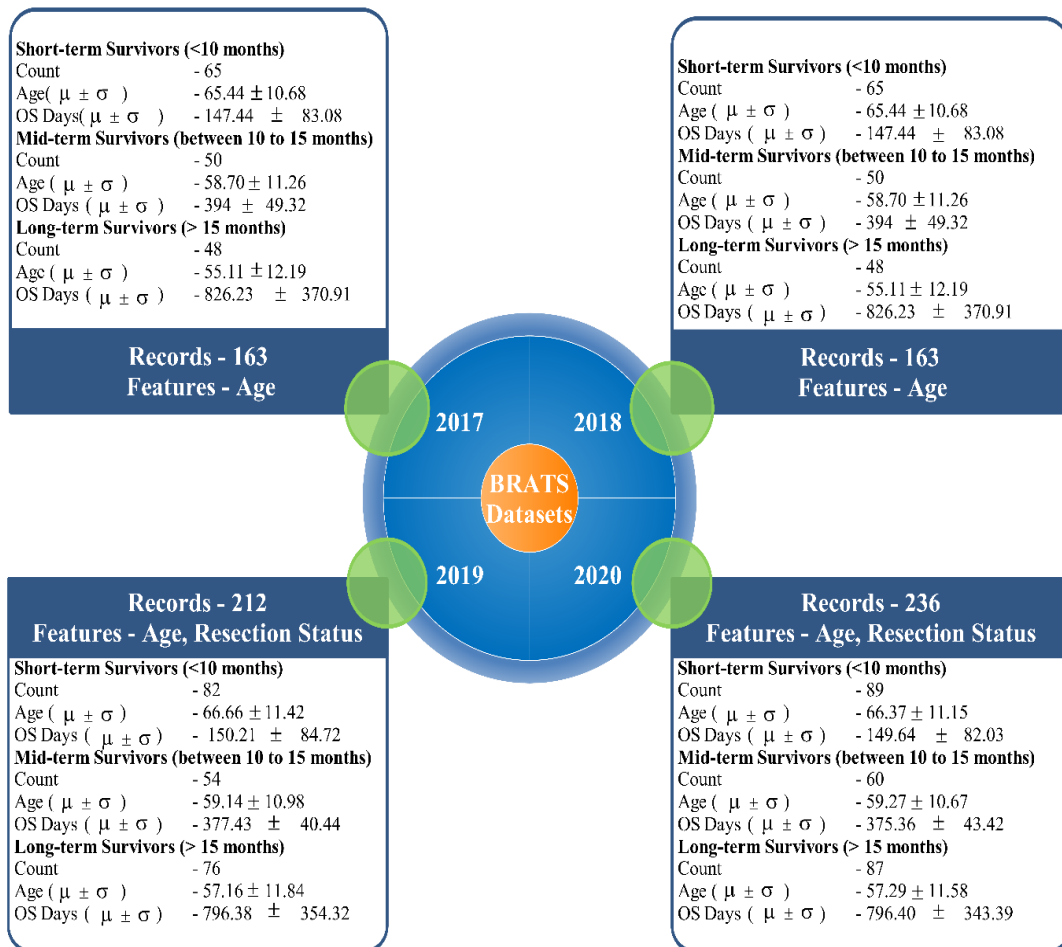 Short-term Survivors (<10 months)
Count - 65
Age( μ ± σ ) - 65.44 ± 10.68
OS Days( μ ± σ ) - 147.44 ± 83.08
Mid-term Survivors (between 10 to 15 months)
Count - 50
Age ( μ ± σ ) - 58.70 ± 11.26
OS Days ( μ ± σ ) - 394 ± 49.32
Long-term Survivors (> 15 months)
Count - 48
Age ( μ ± σ ) - 55.11 ± 12.19
OS Days ( μ ± σ ) - 826.23 ± 370.91
Records - 163
Features - Age
Short-term Survivors (<10 months)
Count - 65
Age ( μ ± σ ) - 65.44 ± 10.68
OS Days ( μ ± σ ) - 147.44 ± 83.08
Mid-term Survivors (between 10 to 15 months)
Count - 50
Age ( μ ± σ ) - 58.70 ± 11.26
OS Days ( μ ± σ ) - 394 ± 49.32
Long-term Survivors (> 15 months)
Count - 48
Age ( μ ± σ ) - 55.11 ± 12.19
OS Days ( μ ± σ ) - 826.23 ± 370.91
Records - 163
Features - Age
2017 2018
BRATS
Datasets
2019 2020
Records - 212
Features - Age, Resection Status
Short-term Survivors (<10 months)
Count - 82
Age ( μ ± σ ) - 66.66 ± 11.42
OS Days ( μ ± σ ) - 150.21 ± 84.72
Mid-term Survivors (between 10 to 15 months)
Count - 54
Age ( μ ± σ ) - 59.14 ± 10.98
OS Days ( μ ± σ ) - 377.43 ± 40.44
Long-term Survivors (> 15 months)
Count - 76
Age ( μ ± σ ) - 57.16 ± 11.84
OS Days ( μ ± σ ) - 796.38 ± 354.32
Records - 236
Features - Age, Resection Status
Short-term Survivors (<10 months)
Count - 89
Age ( μ ± σ ) - 66.37 ± 11.15
OS Days ( μ ± σ ) - 149.64 ± 82.03
Mid-term Survivors (between 10 to 15 months)
Count - 60
Age ( μ ± σ ) - 59.27 ± 10.67
OS Days ( μ ± σ ) - 375.36 ± 43.42
Long-term Survivors (> 15 months)
Count - 87
Age ( μ ± σ ) - 57.29 ± 11.58
OS Days ( μ ± σ ) - 796.40 ± 343.39